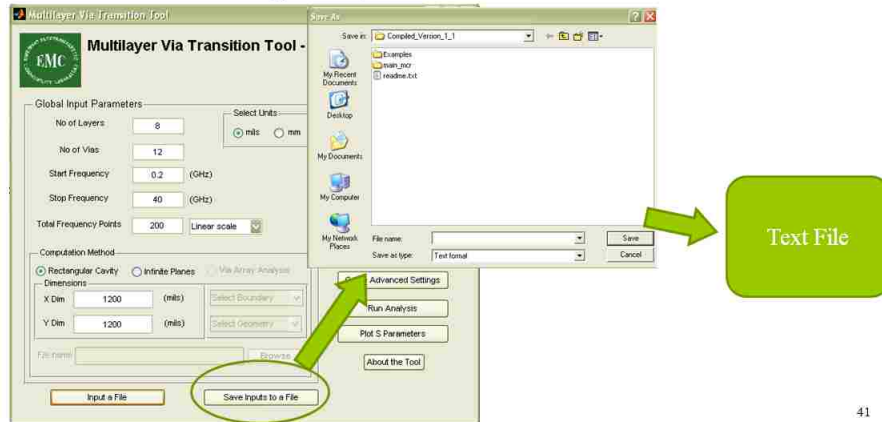 Multilayer Via Transition Tool
Multilayer Via Transition Tool -
EMC
Global Input Parameters
No of Layers 8
No of Vias 12
Start Frequency 0.2 (GHz)
Stop Frequency 40 (GHz)
Total Frequency Points 200 Linear scale
Select Units
mils mm
Computation Method
Rectangular Cavity Infinite Planes Via Array Analysis
Dimensions
X Dim 1200 (mils)
Y Dim 1200 (mils)
Select Boundary
Select Geometry
File name Browse
Input a File
Save Inputs to a File
Advanced Settings
Run Analysis
Plot S Parameters
About the Tool
Save As
Save in: Compiled_Version_1_1
Examples
main_mcr
readme.txt
My Recent
Documents
Desktop
My Documents
My Computer
My Network
Places
File name: Save
Save as type: Text format Cancel
Text File
41